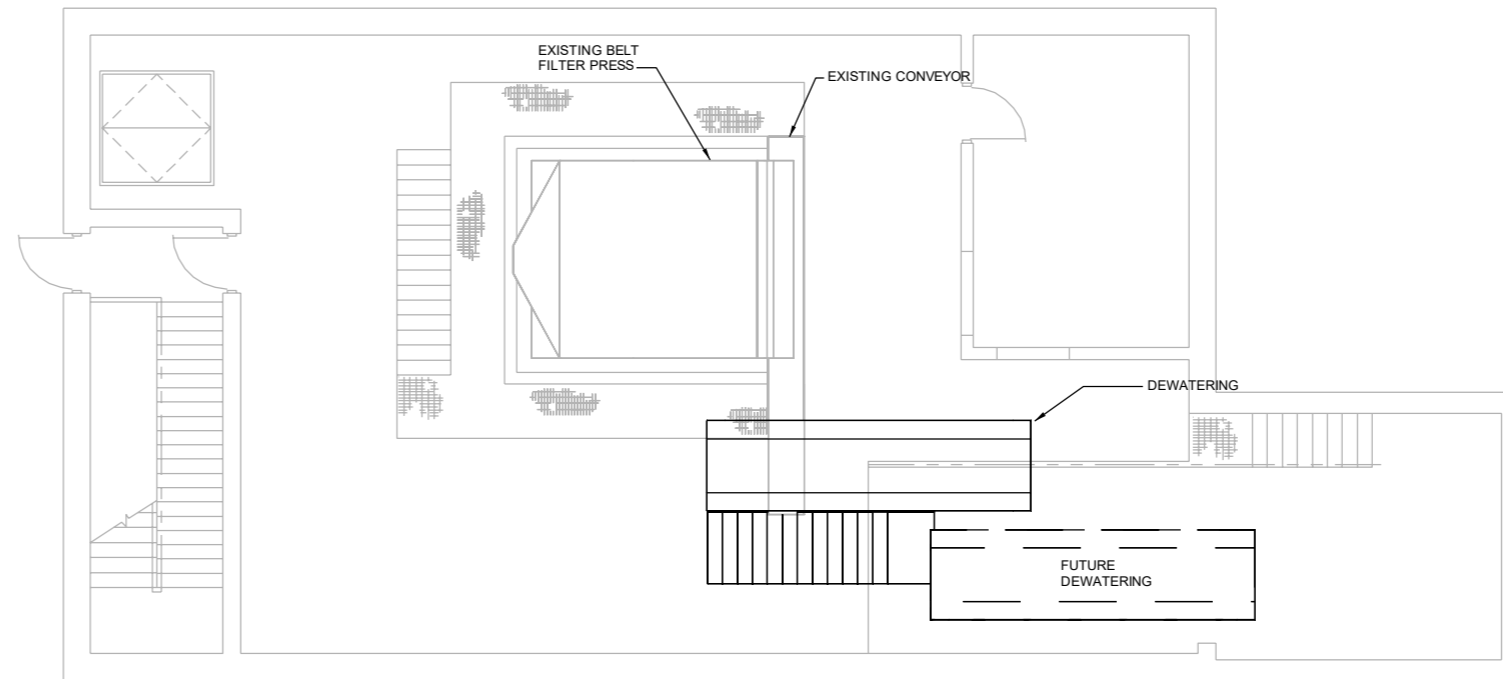 EXISTING BELT
FILTER PRESS
EXISTING CONVEYOR
DEWATERING
FUTURE
DEWATERING